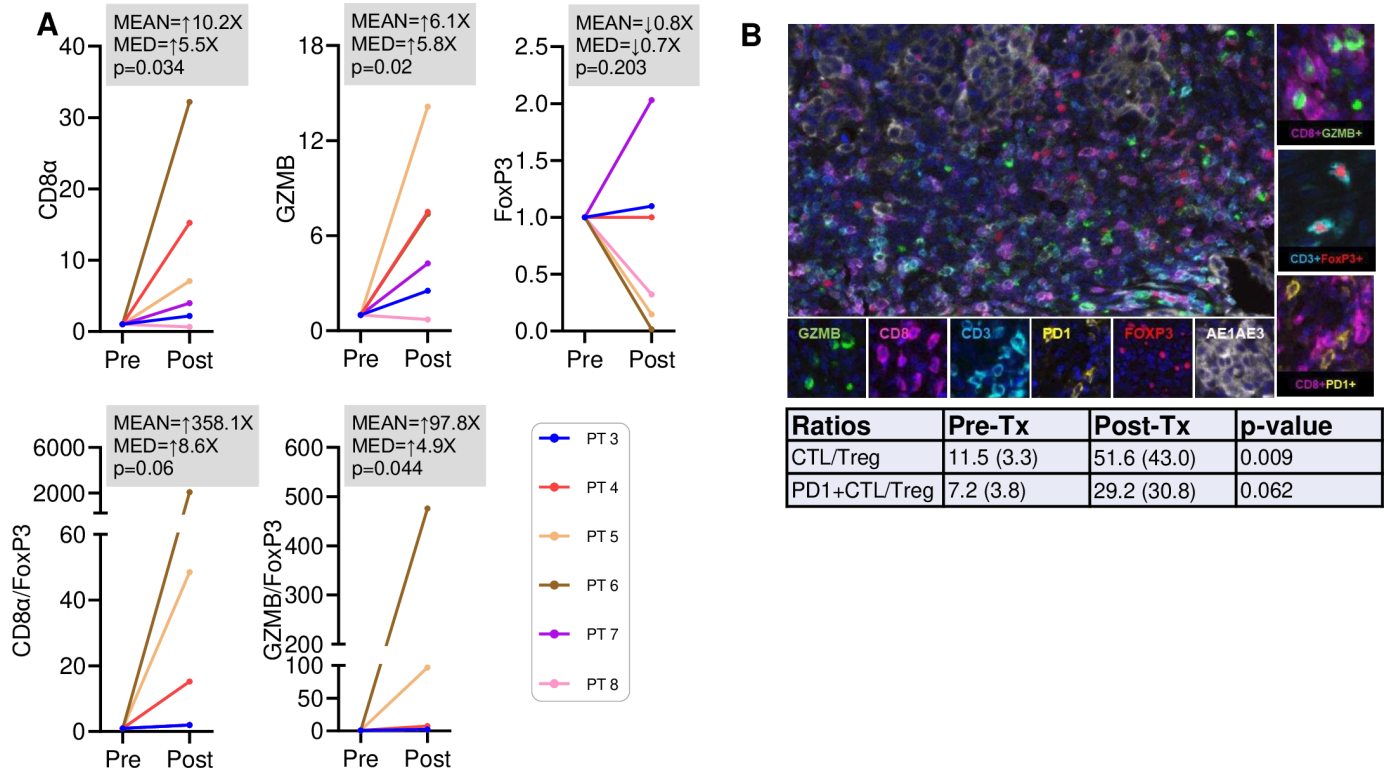 A
MEAN=↑10.2X
MED=↑5.5X
p=0.034
40
30
20
10
0
CD8α
Pre Post
MEAN=↑6.1X
MED=↑5.8X
p=0.02
18
12
6
0
GZMB
Pre Post
MEAN=↓0.8X
MED=↓0.7X
p=0.203
2.5
2.0
1.5
1.0
0.5
0.0
FoxP3
Pre Post
MEAN=↑358.1X
MED=↑8.6X
p=0.06
6000
2000
60
40
20
0
CD8α/FoxP3
Pre Post
MEAN=↑97.8X
MED=↑4.9X
p=0.044
600
500
400
300
200
100
50
0
GZMB/FoxP3
Pre Post
PT 3
PT 4
PT 5
PT 6
PT 7
PT 8
B
CD8+GZMB+
CD3+FoxP3+
CD8+PD1+
GZMB CD8 CD3 PD1 FOXP3 AE1AE3
Ratios Pre-Tx Post-Tx p-value
CTL/Treg 11.5 (3.3) 51.6 (43.0) 0.009
PD1+CTL/Treg 7.2 (3.8) 29.2 (30.8) 0.062